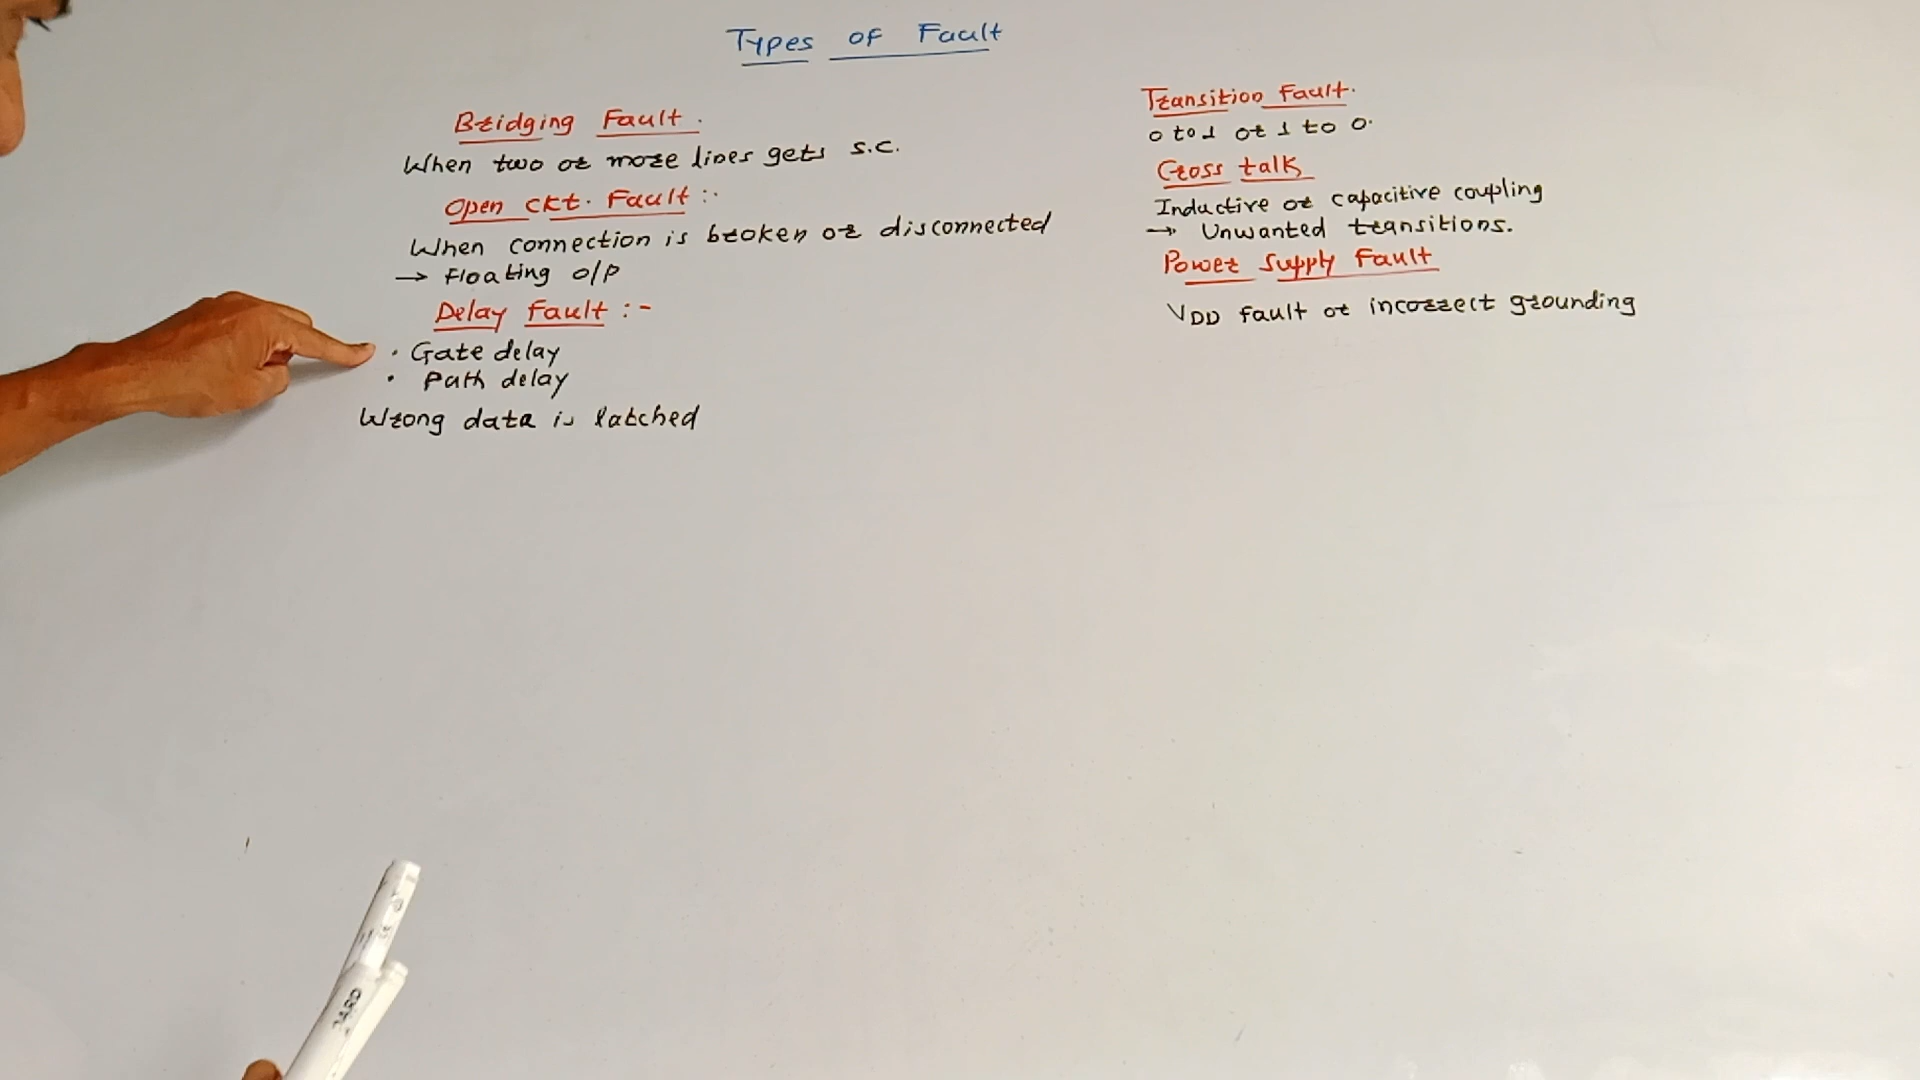 Types of Fault
Bridging Fault.
When two or more lines gets s.c.
Open ckt. Fault :-
When connection is broken or disconnected
→ Floating o/p
Delay Fault :-
• Gate delay
• Path delay
Wrong data is latched
Transition Fault.
0 to 1 or 1 to 0.
Cross talk
Inductive or capacitive coupling
→ Unwanted transitions.
Power Supply Fault
VDD fault or incorrect grounding